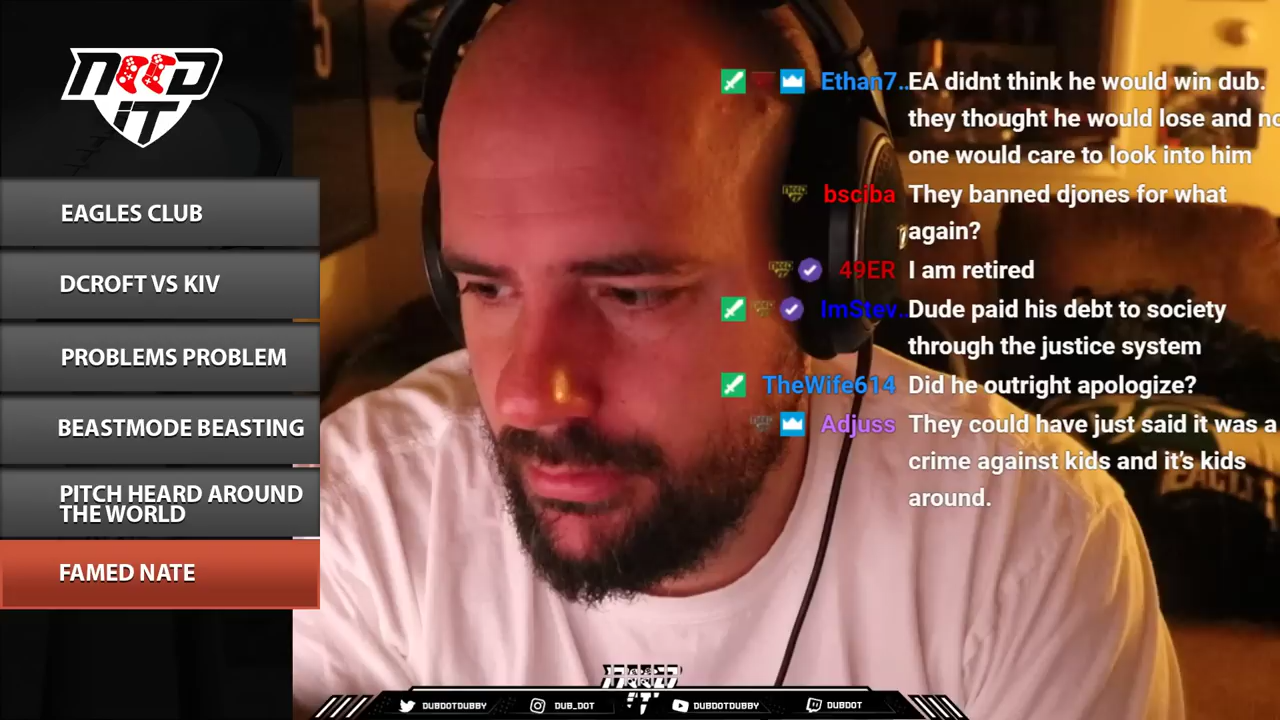 NEED
IT
EAGLES CLUB
DCROFT VS KIV
PROBLEMS PROBLEM
BEASTMODE BEASTING
PITCH HEARD AROUND
THE WORLD
FAMED NATE
Ethan7.. EA didnt think he would win dub.
they thought he would lose and no
one would care to look into him
bsciba They banned djones for what
again?
49ER I am retired
ImStev.. Dude paid his debt to society
through the justice system
TheWife614 Did he outright apologize?
Adjuss They could have just said it was a
crime against kids and it's kids
around.
EAGLES
IT
DUBDOTDUBBY DUB_DOT DUBDOTDUBBY DUBDOT